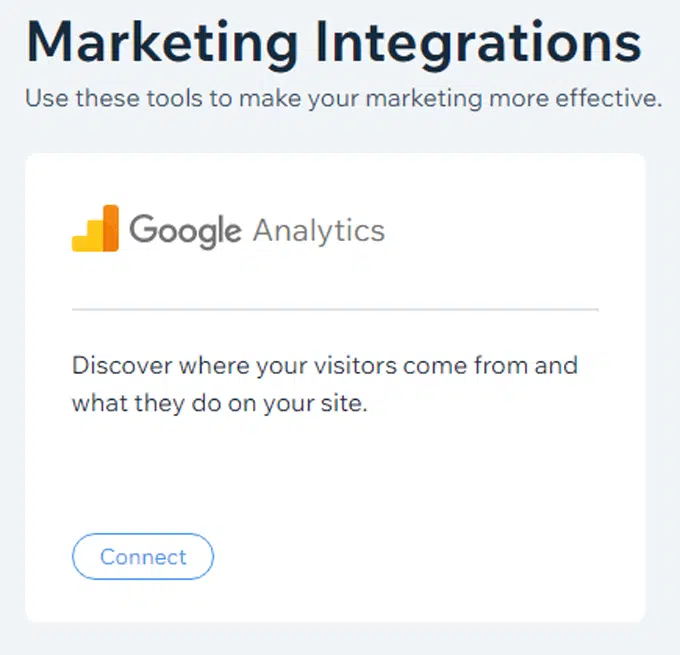 Marketing Integrations
Use these tools to make your marketing more effective.
Google Analytics
Discover where your visitors come from and
what they do on your site.
Connect